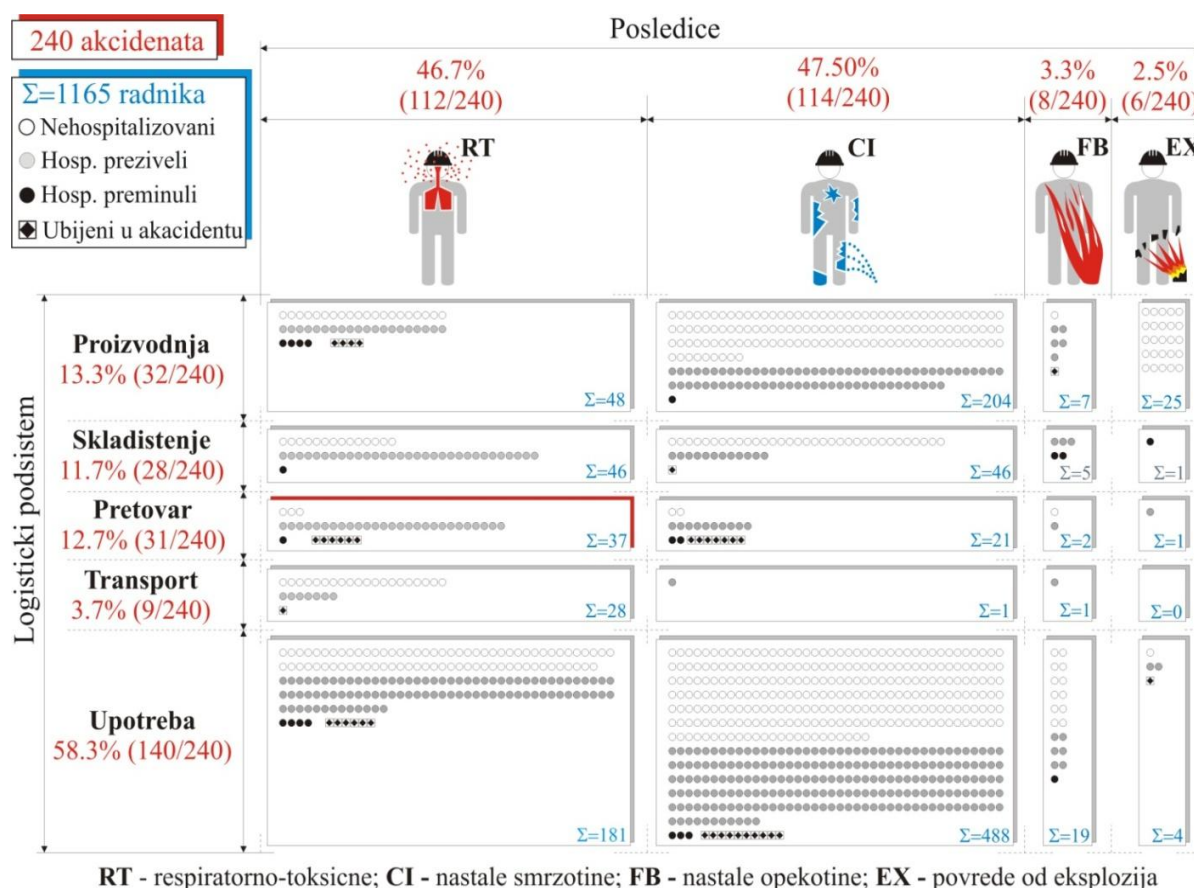 240 akcidenata
Σ=1165 radnika
Nehospitalizovani
Hosp. preziveli
Hosp. preminuli
Ubijeni u akacidentu
Posledice
46.7%
(112/240)
47.50%
(114/240)
3.3%
(8/240)
2.5%
(6/240)
RT
CI
FB
EX
Logisticki podsistem
Proizvodnja
13.3% (32/240)
Σ=48
Σ=204
Σ=7
Σ=25
Skladistenje
11.7% (28/240)
Σ=46
Σ=46
Σ=5
Σ=1
Pretovar
12.7% (31/240)
Σ=37
Σ=21
Σ=2
Σ=1
Transport
3.7% (9/240)
Σ=28
Σ=1
Σ=1
Σ=0
Upotreba
58.3% (140/240)
Σ=181
Σ=488
Σ=19
Σ=4
RT - respiratorno-toksicne; CI - nastale smrzotine; FB - nastale opekotine; EX - povrede od eksplozija